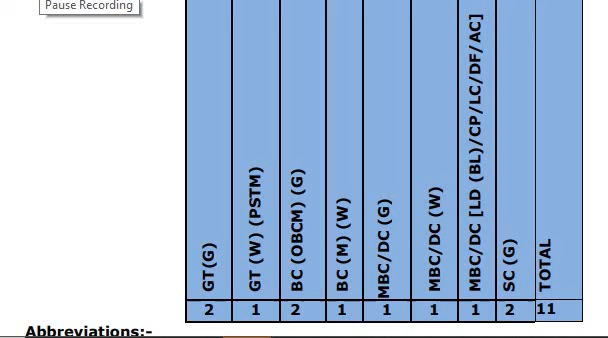 Pause Recording
GT(G)
GT (W) (PSTM)
BC (OBCM) (G)
BC (M) (W)
MBC/DC (G)
MBC/DC (W)
MBC/DC [LD (BL)/CP/LC/DF/AC]
SC (G)
TOTAL
2 1 2 1 1 1 1 2 11
Abbreviations:-